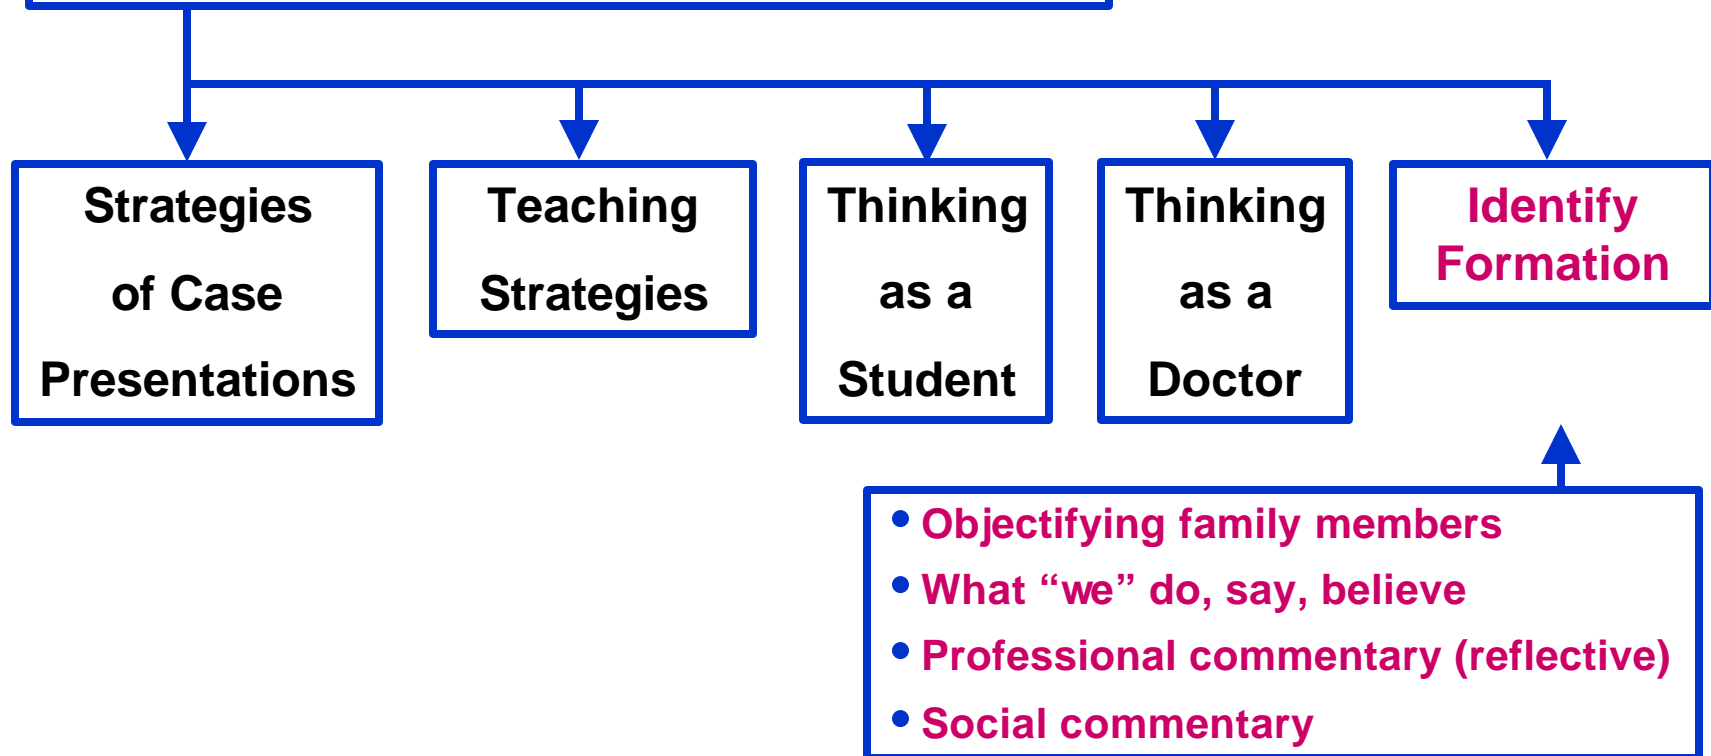 Strategies
of Case
Presentations
Teaching
Strategies
Thinking
as a
Student
Thinking
as a
Doctor
Identify
Formation
• Objectifying family members
• What “we” do, say, believe
• Professional commentary (reflective)
• Social commentary